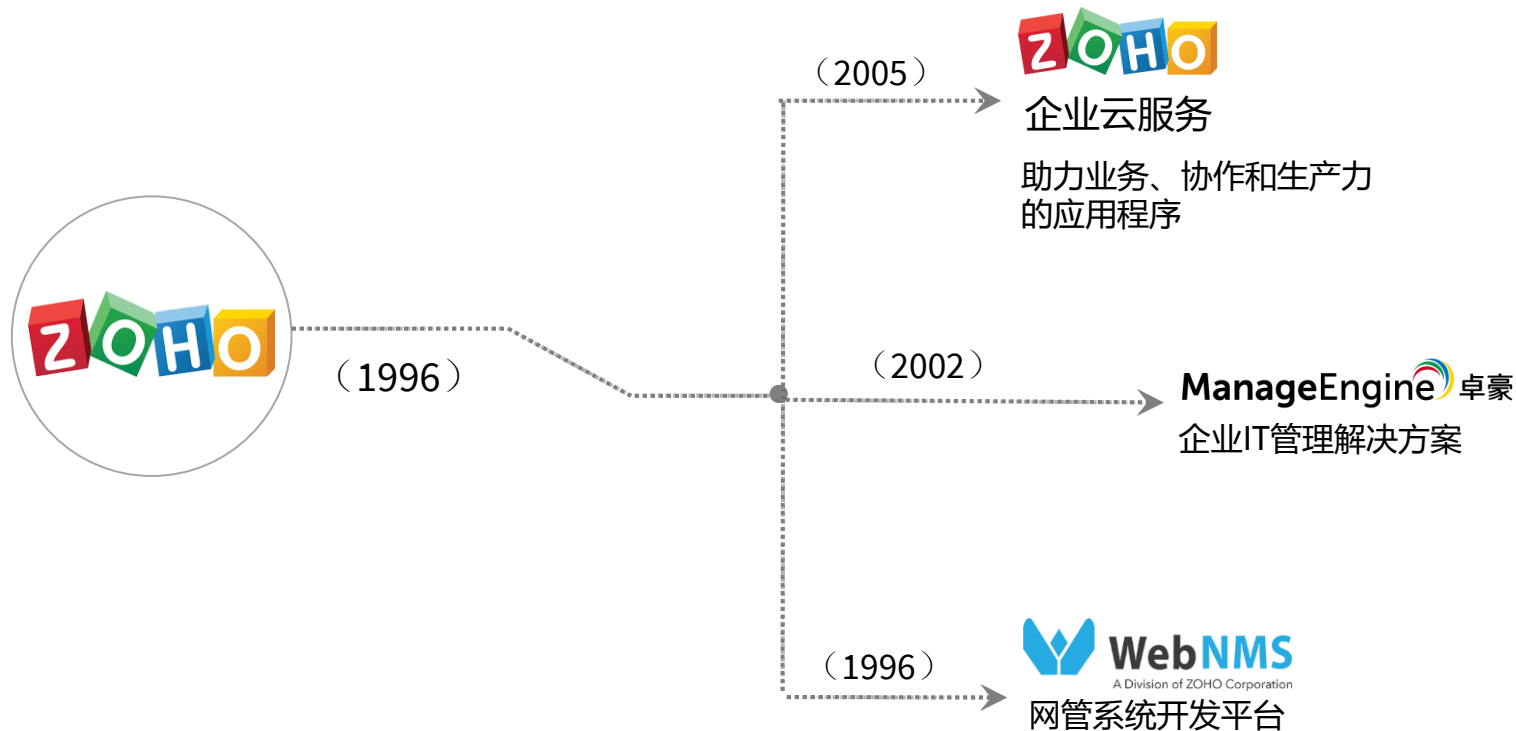 ZOHO
（1996）
（2005）
ZOHO
企业云服务
助力业务、协作和生产力
的应用程序
（2002）
ManageEngine 卓豪
企业IT管理解决方案
（1996）
WebNMS
A Division of ZOHO Corporation
网管系统开发平台